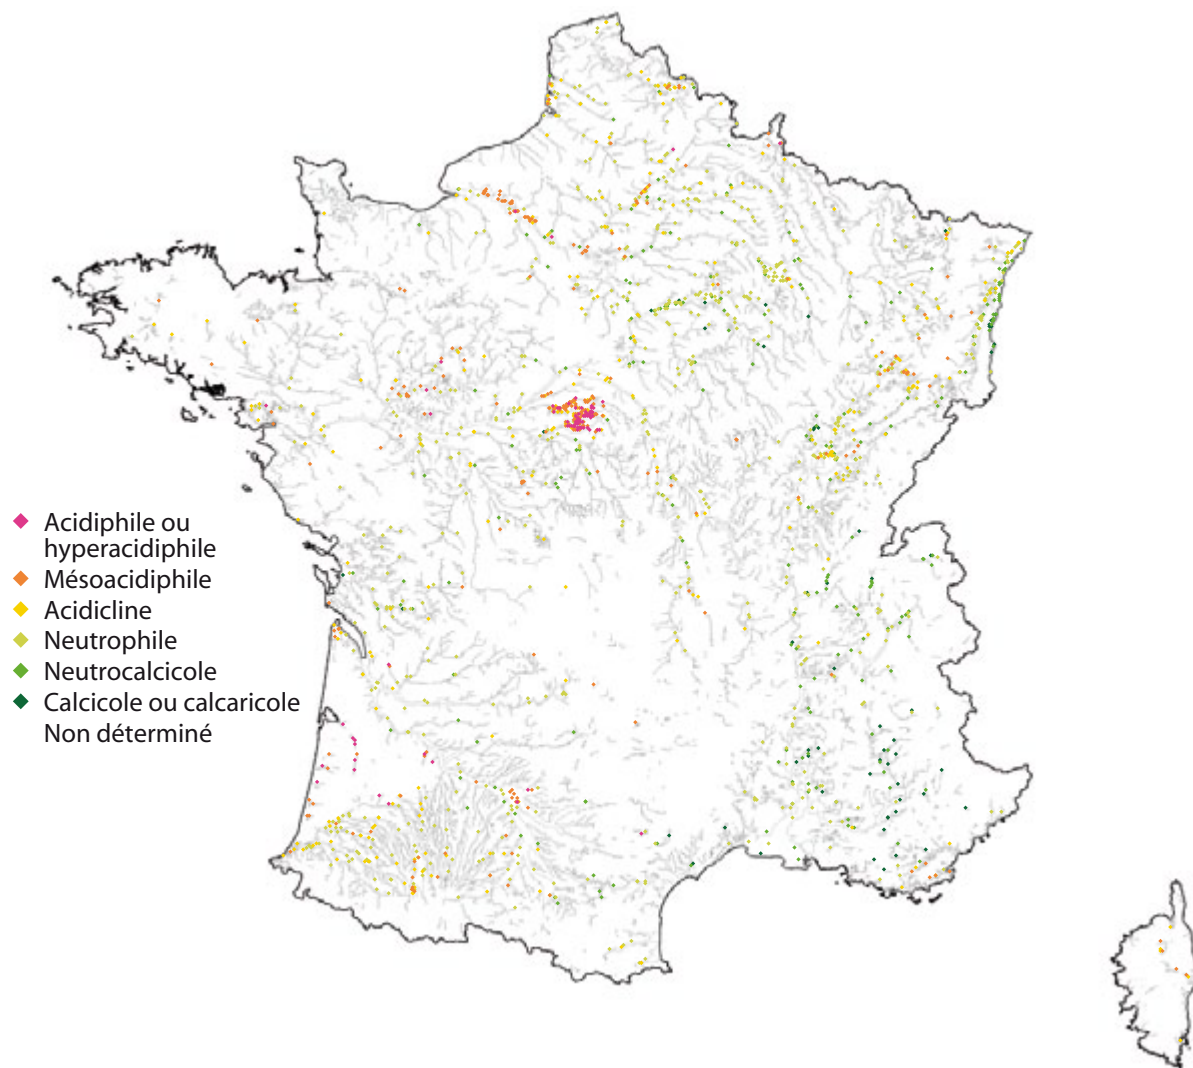 Acidiphile ou
hyperacidiphile
Mésoacidiphile
Acidicline
Neutrophile
Neutrocalcicole
Calcicole ou calcaricole
Non déterminé